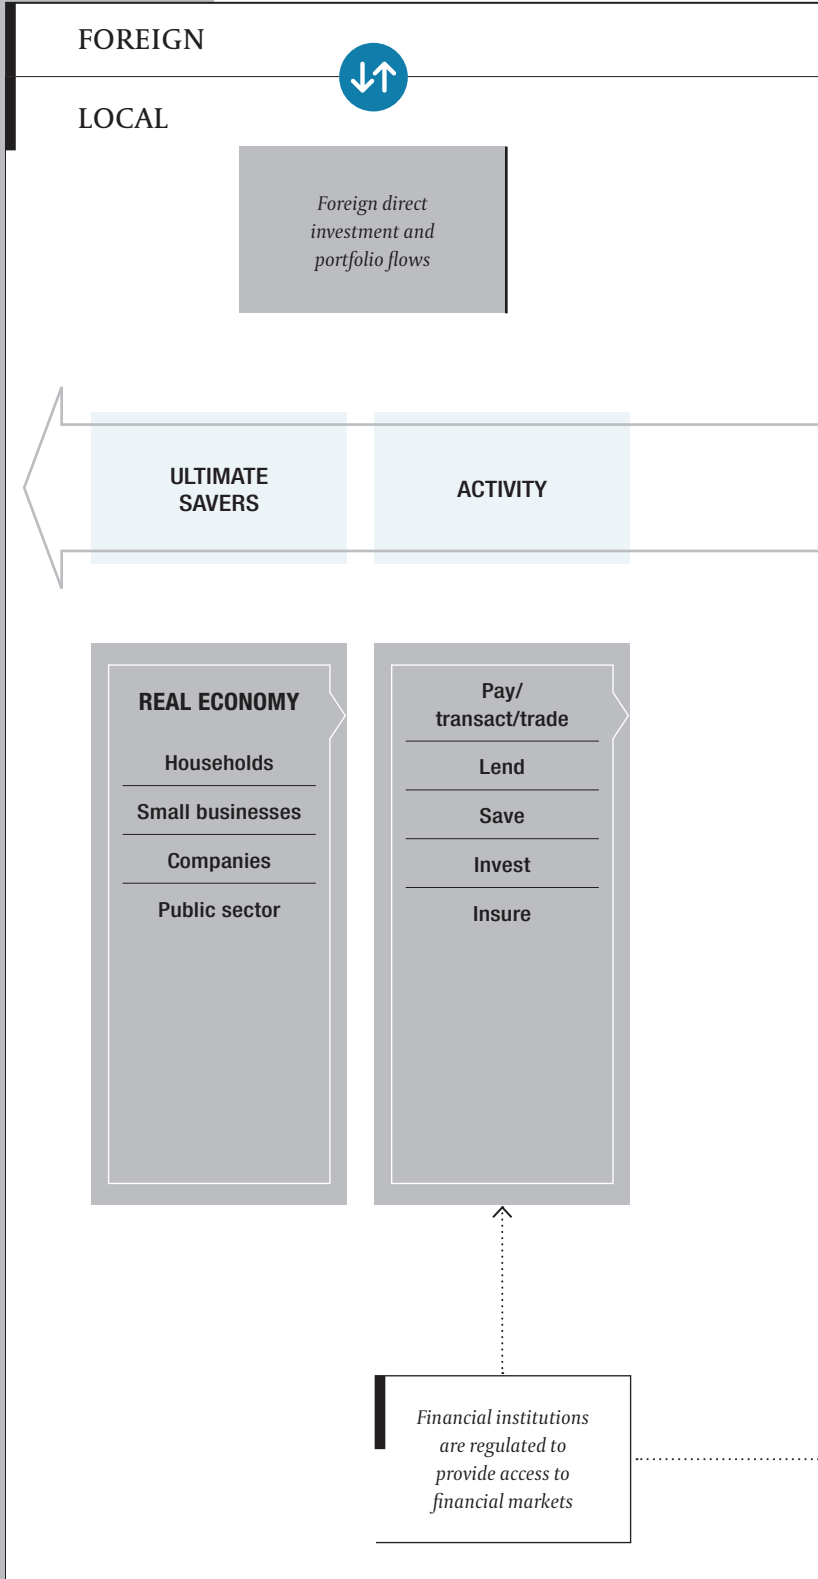 FOREIGN
LOCAL
Foreign direct
investment and
portfolio flows
ULTIMATE
SAVERS
ACTIVITY
REAL ECONOMY
Households
Small businesses
Companies
Public sector
Pay/
transact/trade
Lend
Save
Invest
Insure
Financial institutions
are regulated to
provide access to
financial markets